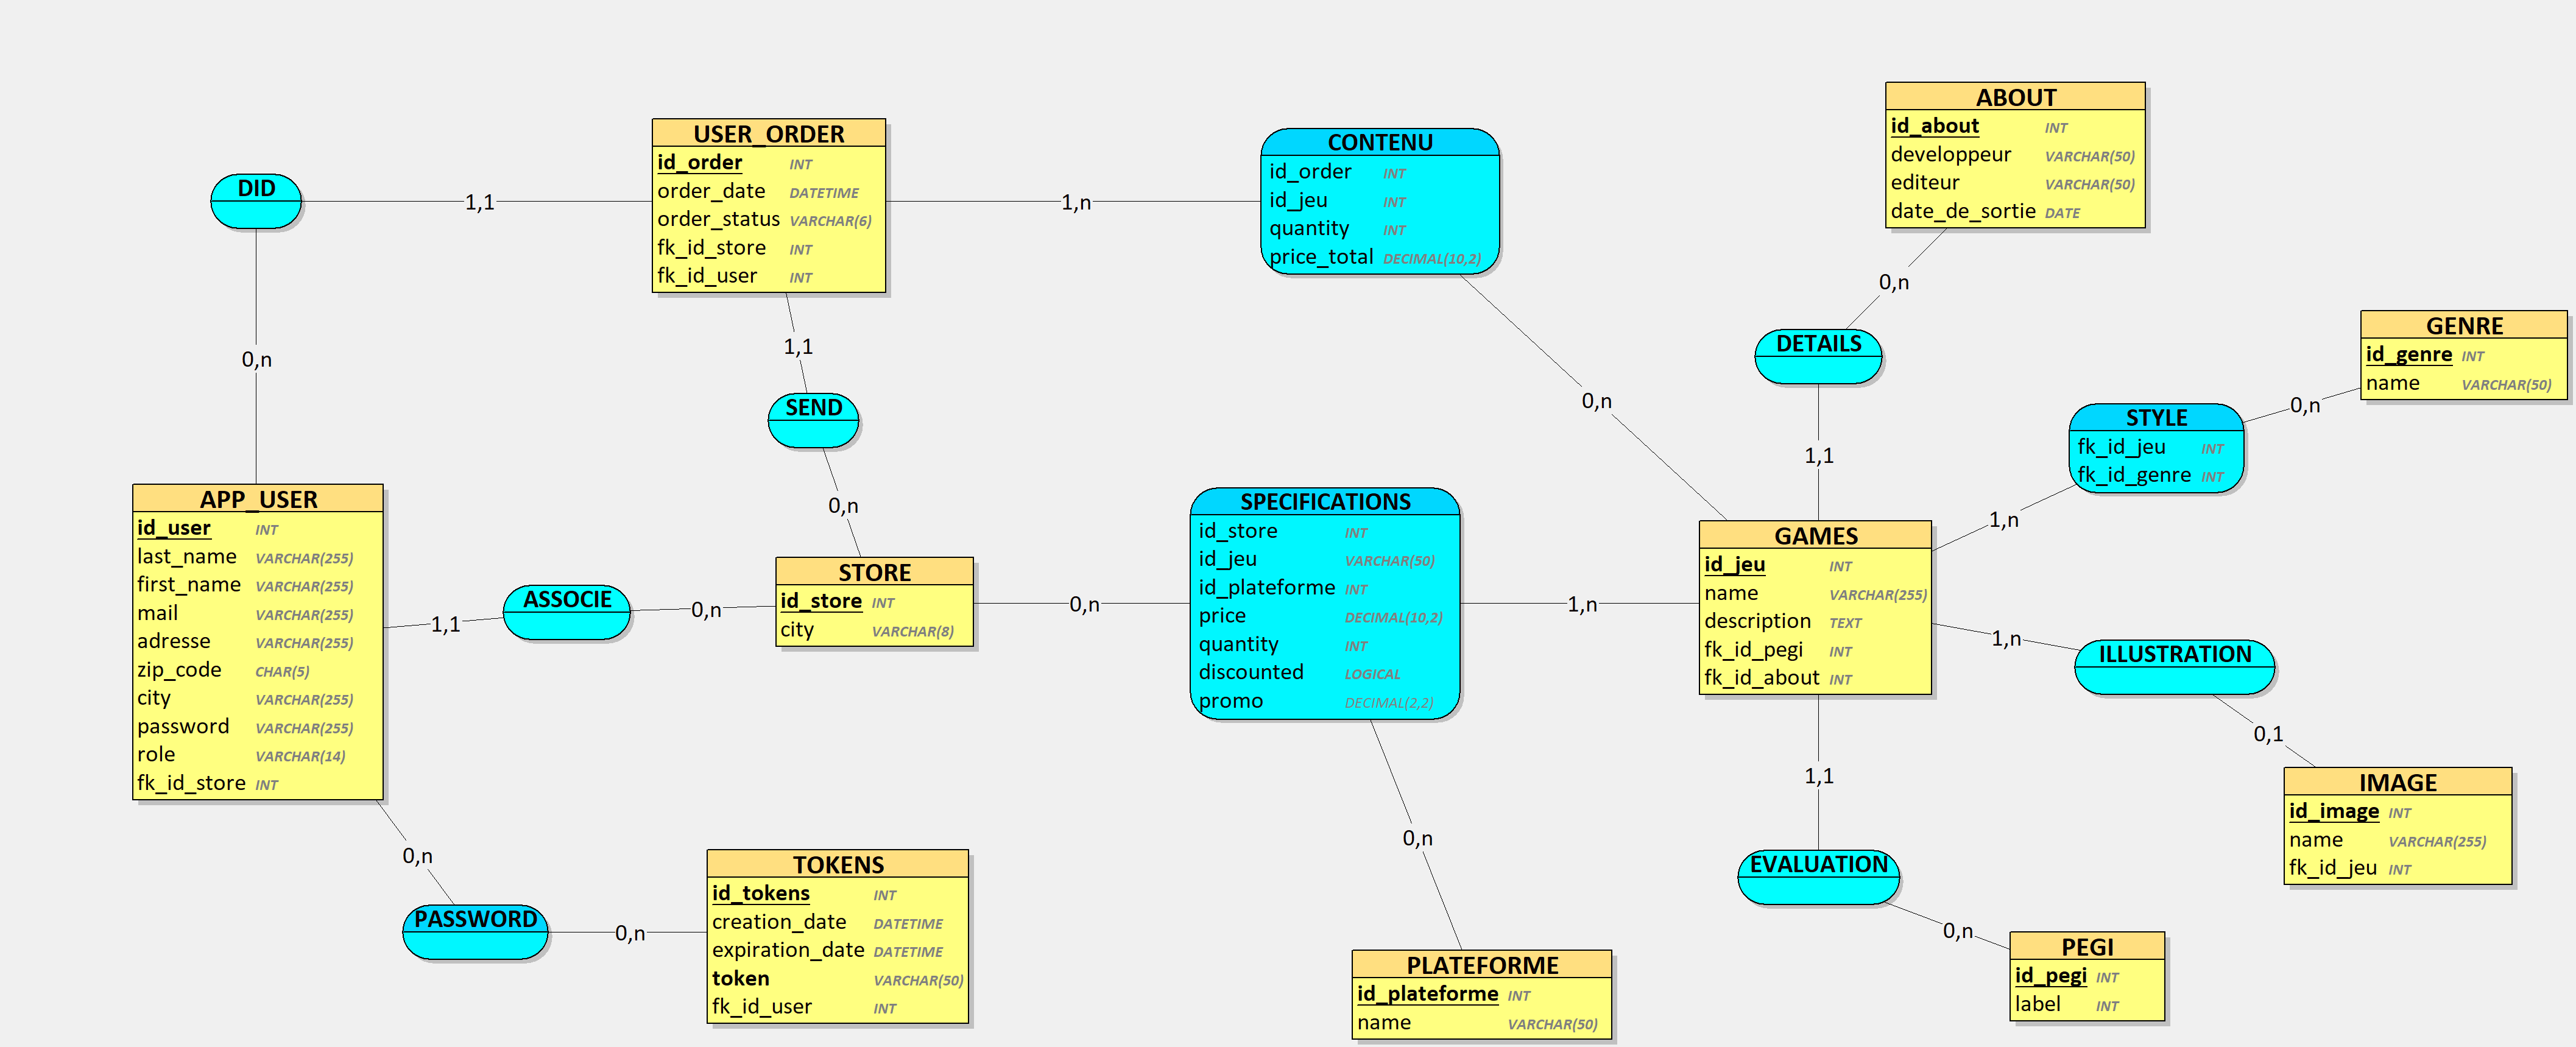 ABOUT
id_about INT
developpeur VARCHAR(50)
editeur VARCHAR(50)
date_de_sortie DATE
USER_ORDER
id_order INT
order_date DATETIME
order_status VARCHAR(6)
fk_id_store INT
fk_id_user INT
CONTENU
id_order INT
id_jeu INT
quantity INT
price_total DECIMAL(10,2)
DID
1,1
1,n
0,n
0,n
1,1
0,n
DETAILS
1,1
0,n
GENRE
id_genre INT
name VARCHAR(50)
0,n
STYLE
fk_id_jeu INT
fk_id_genre INT
1,n
SEND
0,n
APP_USER
id_user INT
last_name VARCHAR(255)
first_name VARCHAR(255)
mail VARCHAR(255)
adresse VARCHAR(255)
zip_code CHAR(5)
city VARCHAR(255)
password VARCHAR(255)
role VARCHAR(14)
fk_id_store INT
1,1
ASSOCIE
0,n
STORE
id_store INT
city VARCHAR(8)
0,n
SPECIFICATIONS
id_store INT
id_jeu VARCHAR(50)
id_plateforme INT
price DECIMAL(10,2)
quantity INT
discounted LOGICAL
promo DECIMAL(2,2)
1,n
GAMES
id_jeu INT
name VARCHAR(255)
description TEXT
fk_id_pegi INT
fk_id_about INT
1,n
ILLUSTRATION
0,1
IMAGE
id_image INT
name VARCHAR(255)
fk_id_jeu INT
1,1
EVALUATION
0,n
PEGI
id_pegi INT
label INT
0,n
PLATEFORME
id_plateforme INT
name VARCHAR(50)
0,n
PASSWORD
0,n
TOKENS
id_tokens INT
creation_date DATETIME
expiration_date DATETIME
token VARCHAR(50)
fk_id_user INT